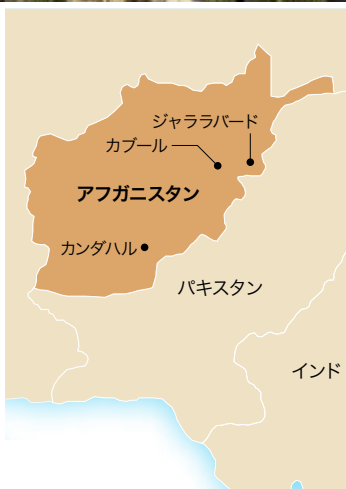 ジャララバード
カブール
アフガニスタン
カンダハル
パキスタン
インド